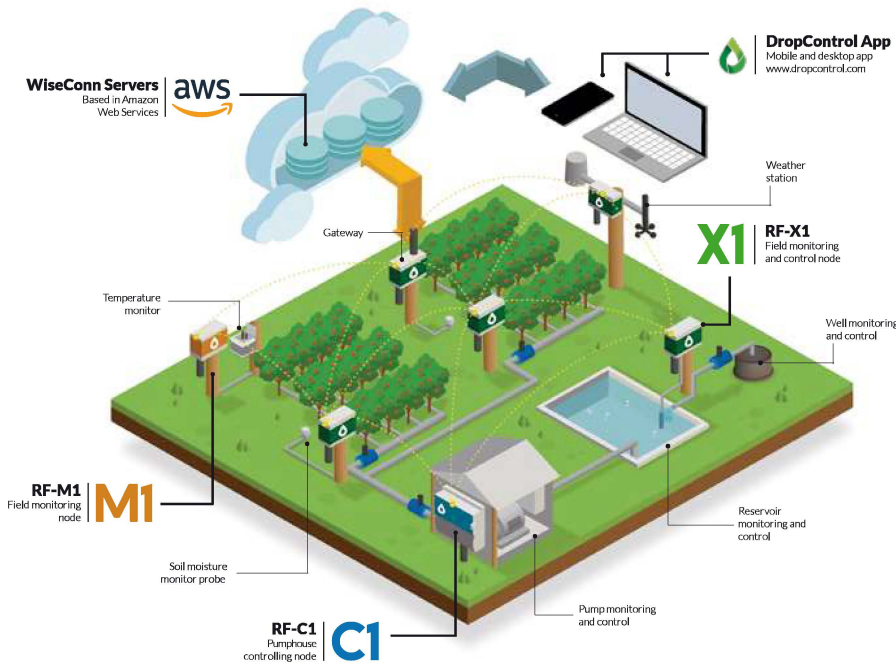 DropControl App
Mobile and desktop app
www.dropcontrol.com
WiseConn Servers
Based in Amazon
Web Services
aws
Weather
station
Gateway
X1
RF-X1
Field monitoring
and control node
Temperature
monitor
Well monitoring
and control
RF-M1
Field monitoring
node
M1
Reservoir
monitoring and
control
Soil moisture
monitor probe
Pump monitoring
and control
RF-C1
Pumphouse
controlling node
C1